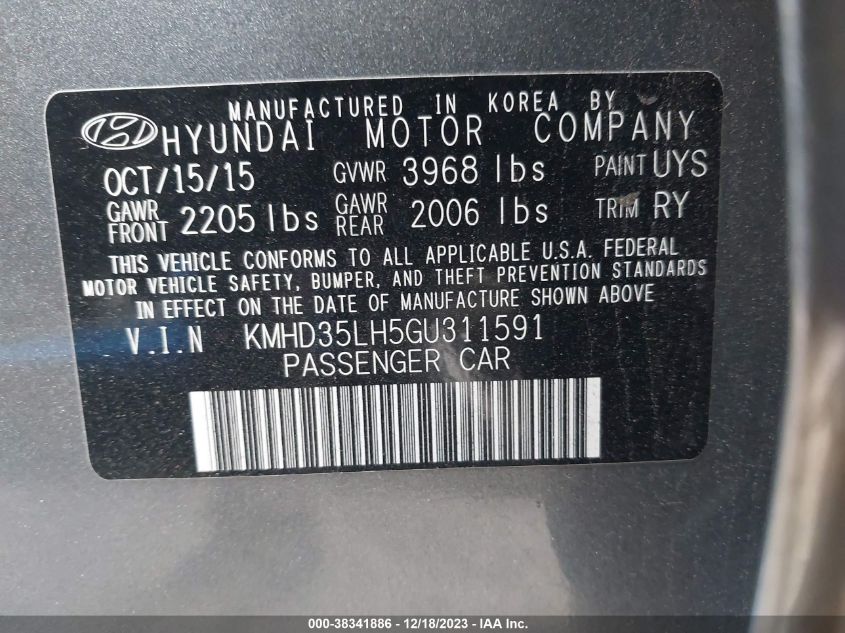 MANUFACTURED IN KOREA BY
HYUNDAI MOTOR COMPANY
OCT/15/15 GVWR 3968 lbs PAINT UYS
GAWR FRONT 2205 lbs GAWR REAR 2006 lbs TRIM RY
THIS VEHICLE CONFORMS TO ALL APPLICABLE U.S.A. FEDERAL
MOTOR VEHICLE SAFETY, BUMPER, AND THEFT PREVENTION STANDARDS
IN EFFECT ON THE DATE OF MANUFACTURE SHOWN ABOVE
V.I.N KMHD35LH5GU311591
PASSENGER CAR
000-38341886 - 12/18/2023 - IAA Inc.